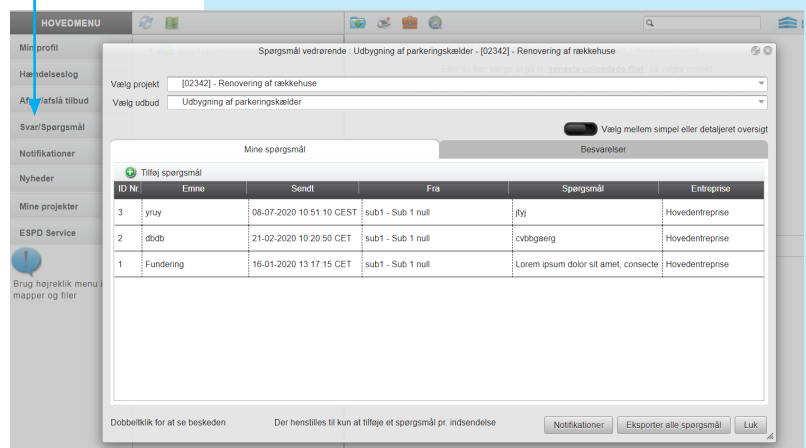 HOVEDMENU
Min profil
Hændelseslog
Afgiv/afslå tilbud
Svar/Spørgsmål
Notifikationer
Nyheder
Mine projekter
ESPD Service
Brug højreklik menu i
mapper og filer
Spørgsmål vedrørende : Udbygning af parkeringskælder - [02342] - Renovering af rækkehuse
Vælg projekt [02342] - Renovering af rækkehuse
Vælg udbud Udbygning af parkeringskælder
Vælg mellem simpel eller detaljeret oversigt
Mine spørgsmål Besvarelser
Tilføj spørgsmål
ID Nr Emne Sendt Fra Spørgsmål Entreprise
3 yruy 08-07-2020 10:51:10 CEST sub1 - Sub 1 null jtyj Hovedentreprise
2 dbdb 21-02-2020 10:20:50 CET sub1 - Sub 1 null cvbbgaerg Hovedentreprise
1 Fundering 16-01-2020 13:17:15 CET sub1 - Sub 1 null Lorem ipsum dolor sit amet, consecte Hovedentreprise
Dobbeltklik for at se beskeden Der henstilles til kun at tilføje et spørgsmål pr. indsendelse Notifikationer Eksporter alle spørgsmål Luk